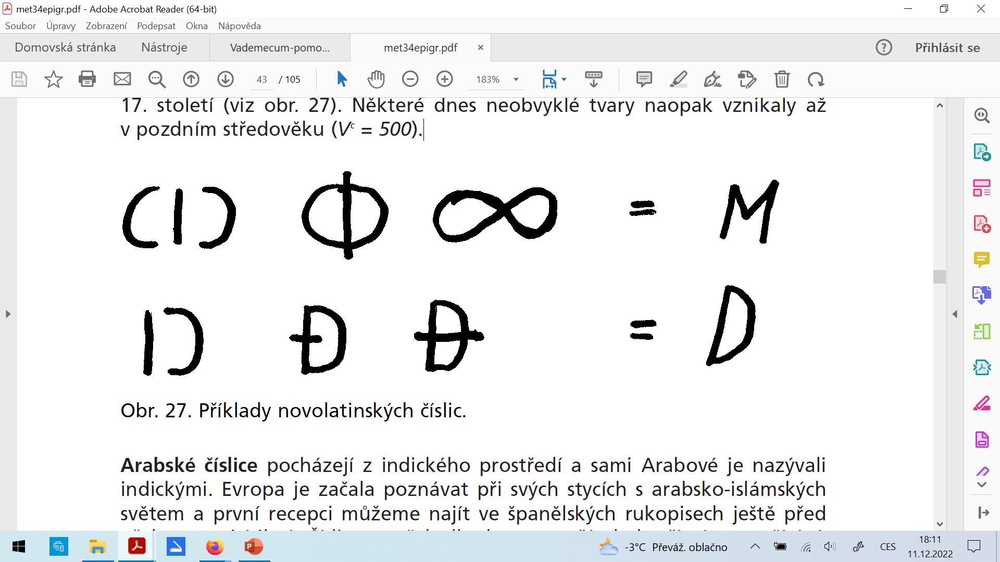 met34epigr.pdf - Adobe Acrobat Reader (64-bit)
Soubor Úpravy Zobrazení Podepsat Okna Nápověda
Domovská stránka Nástroje Vademecum-pomo... met34epigr.pdf × Přihlásit se
43 / 105 183%
17. století (viz obr. 27). Některé dnes neobvyklé tvary naopak vznikaly až
v pozdním středověku (Vᶜ = 500).
(I) Φ ∞ = M
I) Đ Đ = D
Obr. 27. Příklady novolatinských číslic.
Arabské číslice pocházejí z indického prostředí a sami Arabové je nazývali
indickými. Evropa je začala poznávat při svých stycích s arabsko-islámských
světem a první recepci můžeme najít ve španělských rukopisech ještě před
-3°C Převáž. oblačno CES 18:11
11.12.2022